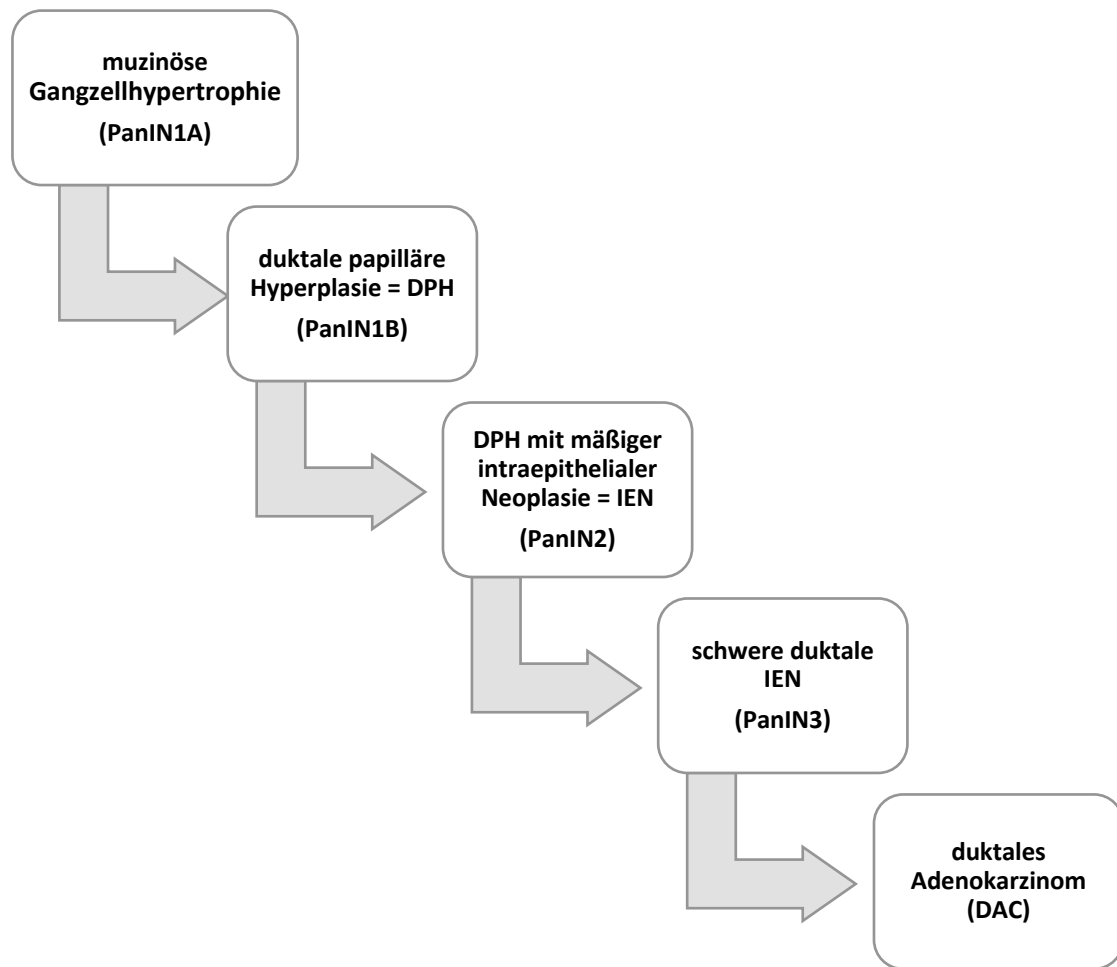 muzinöse
Gangzellhypertrophie
(PanIN1A)
duktale papilläre
Hyperplasie = DPH
(PanIN1B)
DPH mit mäßiger
intraepithelialer
Neoplasie = IEN
(PanIN2)
schwere duktale
IEN
(PanIN3)
duktales
Adenokarzinom
(DAC)